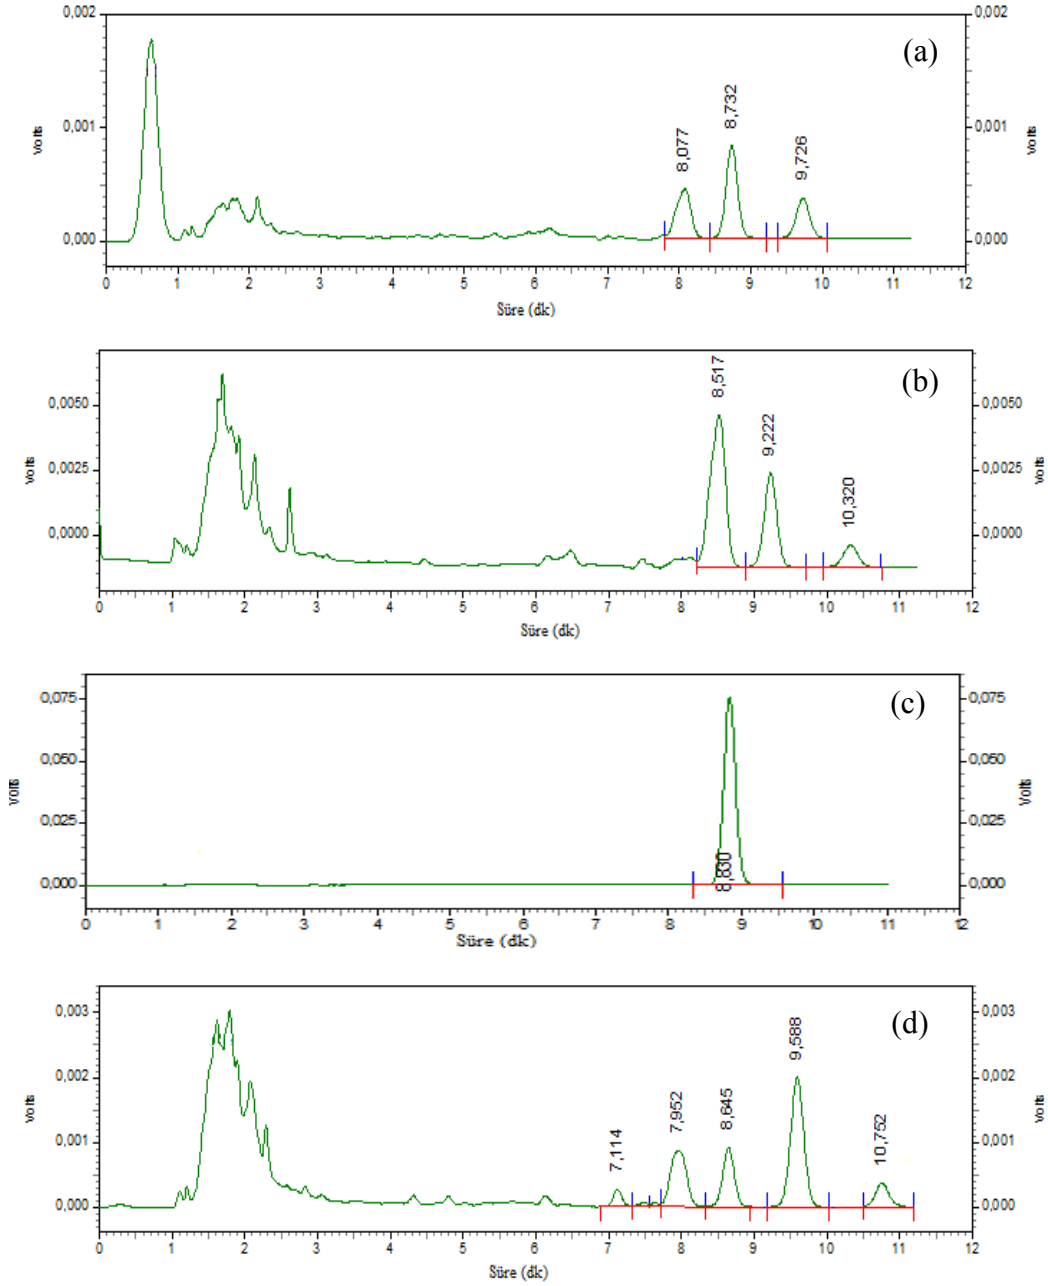 0,002 0,002
(a)
8,077 8,732 9,726
Volts 0,001 0,001 Volts
0,000 0,000
0 1 2 3 4 5 6 7 8 9 10 11 12
Süre (dk)
(b)
8,517 9,222 10,320
0,0050 0,0050
Volts 0,0025 0,0025 Volts
0,0000 0,0000
0 1 2 3 4 5 6 7 8 9 10 11 12
Süre (dk)
0,075 (c) 0,075
0,050 0,050
Volts Volts
0,025 0,025
8,830
0,000 0,000
0 1 2 3 4 5 6 7 8 9 10 11 12
Süre (dk)
0,003 (d) 0,003
7,114 7,952 8,645 9,588 10,752
0,002 0,002
Volts Volts
0,001 0,001
0,000 0,000
0 1 2 3 4 5 6 7 8 9 10 11 12
Süre (dk)